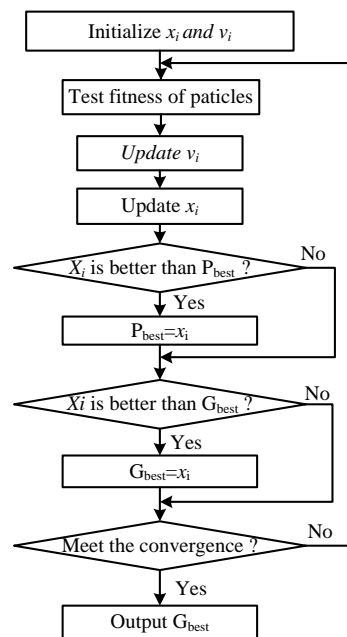 Initialize x_i and v_i
Test fitness of paticles
Update v_i
Update x_i
X_i is better than P_best ?
No
Yes
P_best=x_i
Xi is better than G_best ?
No
Yes
G_best=x_i
Meet the convergence ?
No
Yes
Output G_best